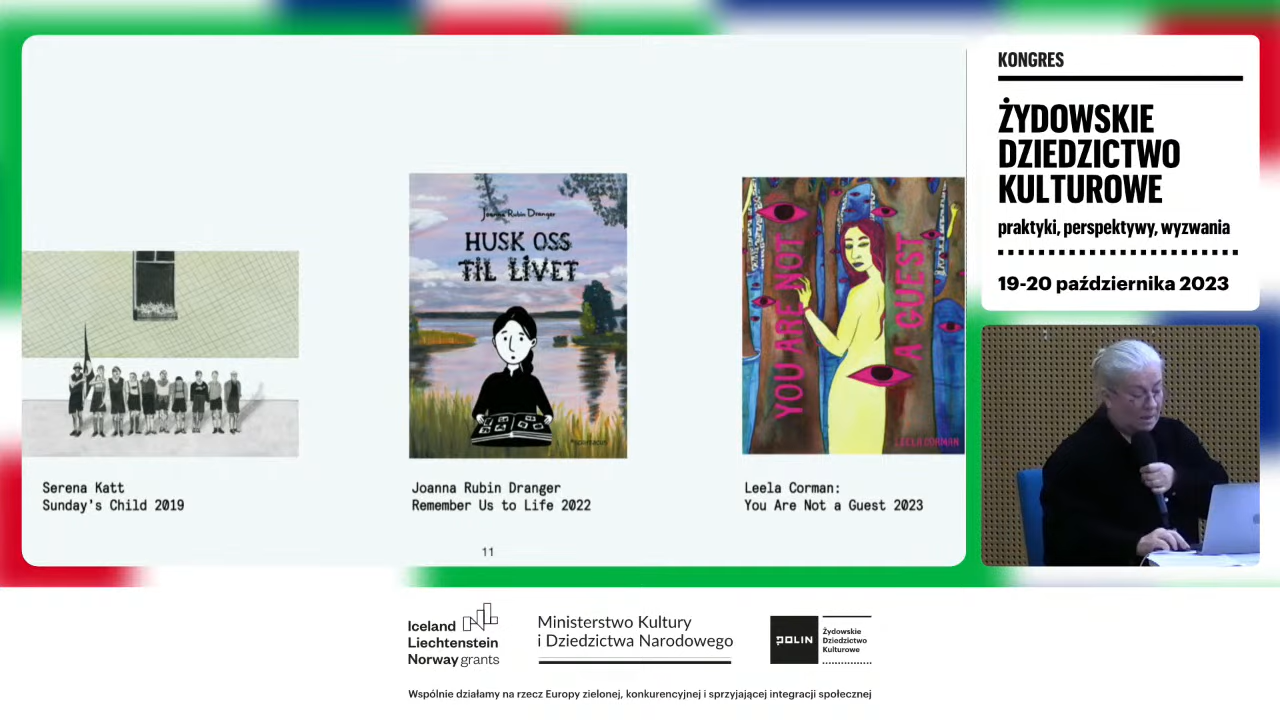 Joanna Rubin Dranger
HUSK OSS
TIL LIVET
YOU ARE NOT
A GUEST
LEELA CORMAN
Serena Katt
Sunday's Child 2019
Joanna Rubin Dranger
Remember Us to Life 2022
Leela Corman:
You Are Not a Guest 2023
11
KONGRES
ŻYDOWSKIE
DZIEDZICTWO
KULTUROWE
praktyki, perspektywy, wyzwania
19-20 października 2023
Iceland
Liechtenstein
Norway grants
Ministerstwo Kultury
i Dziedzictwa Narodowego
POLIN
Żydowskie
Dziedzictwo
Kulturowe
Wspólnie działamy na rzecz Europy zielonej, konkurencyjnej i sprzyjającej integracji społecznej